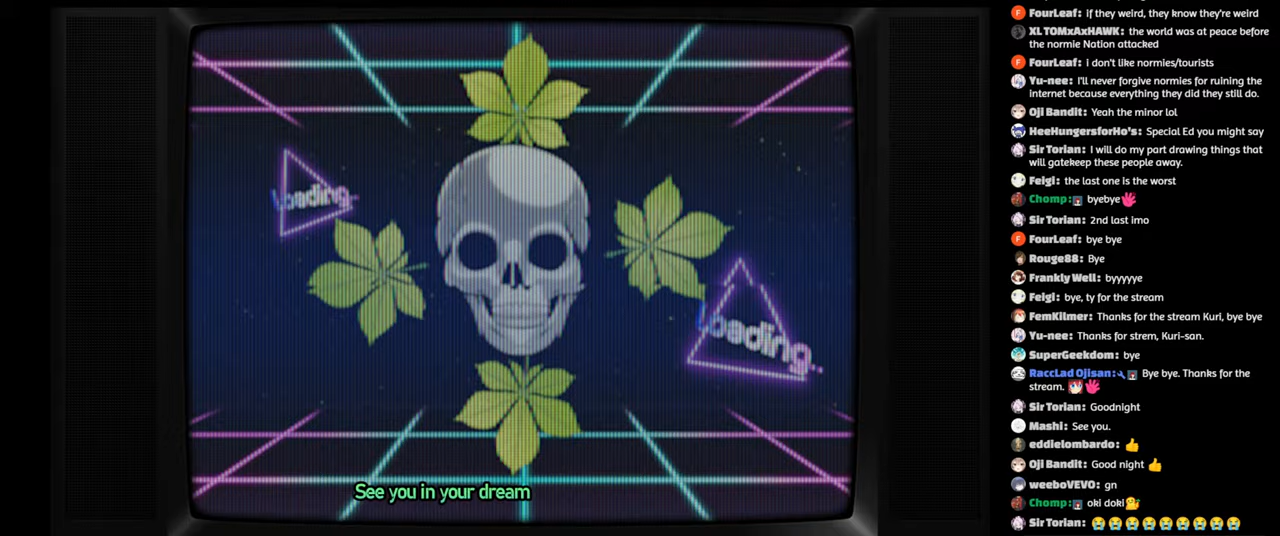 Loading..
Loading..
See you in your dream
FourLeaf: if they weird, they know they're weird
XL TOMxAxHAWK: the world was at peace before
the normie Nation attacked
FourLeaf: i don't like normies/tourists
Yu-nee: I'll never forgive normies for ruining the
internet because everything they did they still do.
Oji Bandit: Yeah the minor lol
HeeHungersforHo's: Special Ed you might say
Sir Torian: I will do my part drawing things that
will gatekeep these people away.
Feigi: the last one is the worst
Chomp: byebye👋
Sir Torian: 2nd last imo
FourLeaf: bye bye
Rouge88: Bye
Frankly Well: byyyyye
Feigi: bye, ty for the stream
FemKilmer: Thanks for the stream Kuri, bye bye
Yu-nee: Thanks for strem, Kuri-san.
SuperGeekdom: bye
RaccLad Ojisan: Bye bye. Thanks for the
stream.
Sir Torian: Goodnight
Mashi: See you.
eddielombardo: 👍
Oji Bandit: Good night 👍
weeboVEVO: gn
Chomp: oki doki🫡
Sir Torian: 😭😭😭😭😭😭😭😭😭